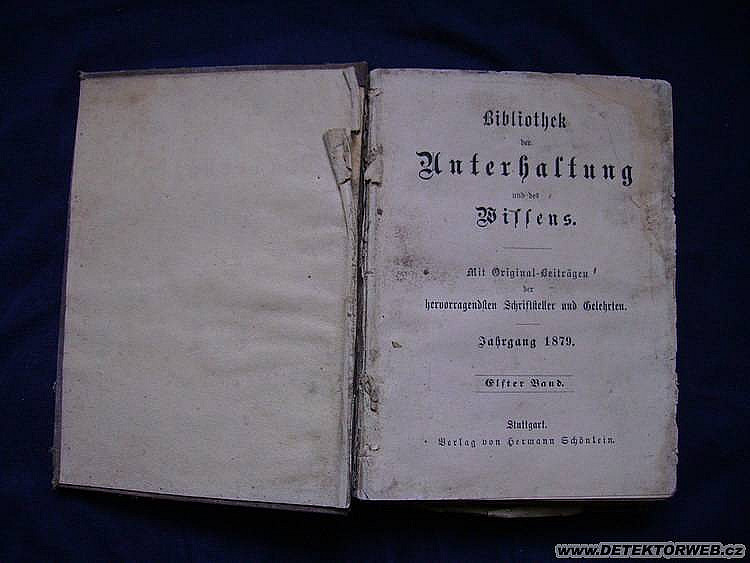 Bibliothek
der
Unterhaltung
und des
Wissens.
Mit Original-Beiträgen
der
hervorragendsten Schriftsteller und Gelehrten.
Jahrgang 1879.
Elfter Band.
Stuttgart.
Verlag von Hermann Schönlein.
www.DETEKTORWEB.cz